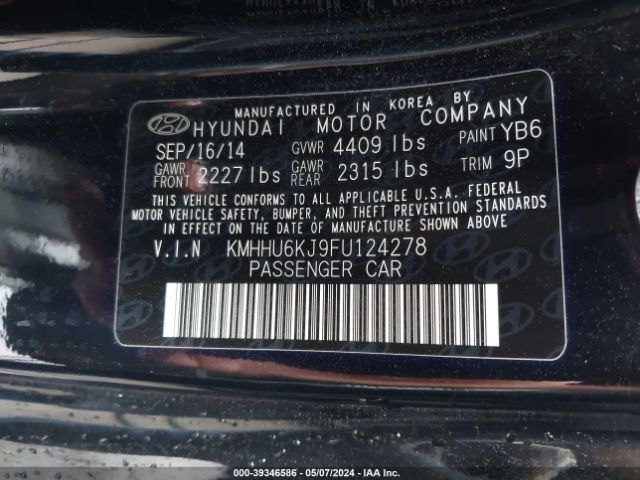 MANUFACTURED IN KOREA BY
HYUNDAI MOTOR COMPANY
SEP/16/14 GVWR 4409 lbs PAINT YB6
GAWR FRONT 2227 lbs GAWR REAR 2315 lbs TRIM 9P
THIS VEHICLE CONFORMS TO ALL APPLICABLE U.S.A. FEDERAL
MOTOR VEHICLE SAFETY, BUMPER, AND THEFT PREVENTION STANDARDS
IN EFFECT ON THE DATE OF MANUFACTURE SHOWN ABOVE.
V.I.N KMHHU6KJ9FU124278
PASSENGER CAR
000-39346586 - 05/07/2024 - IAA Inc.